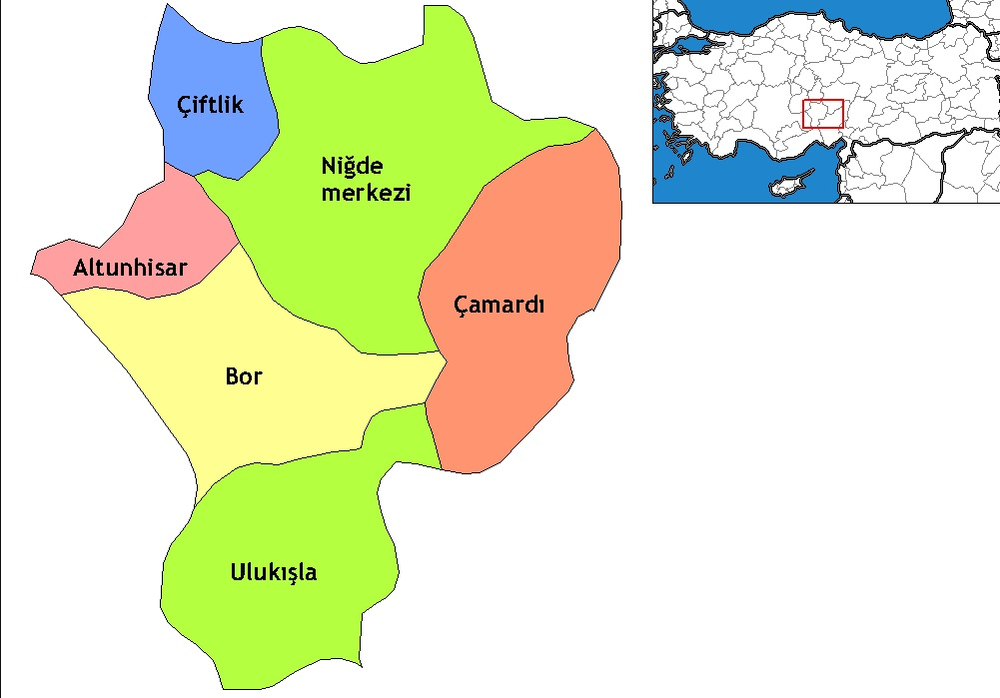 Çiftlik
Niğde
merkezi
Altunhisar
Çamardı
Bor
Ulukışla